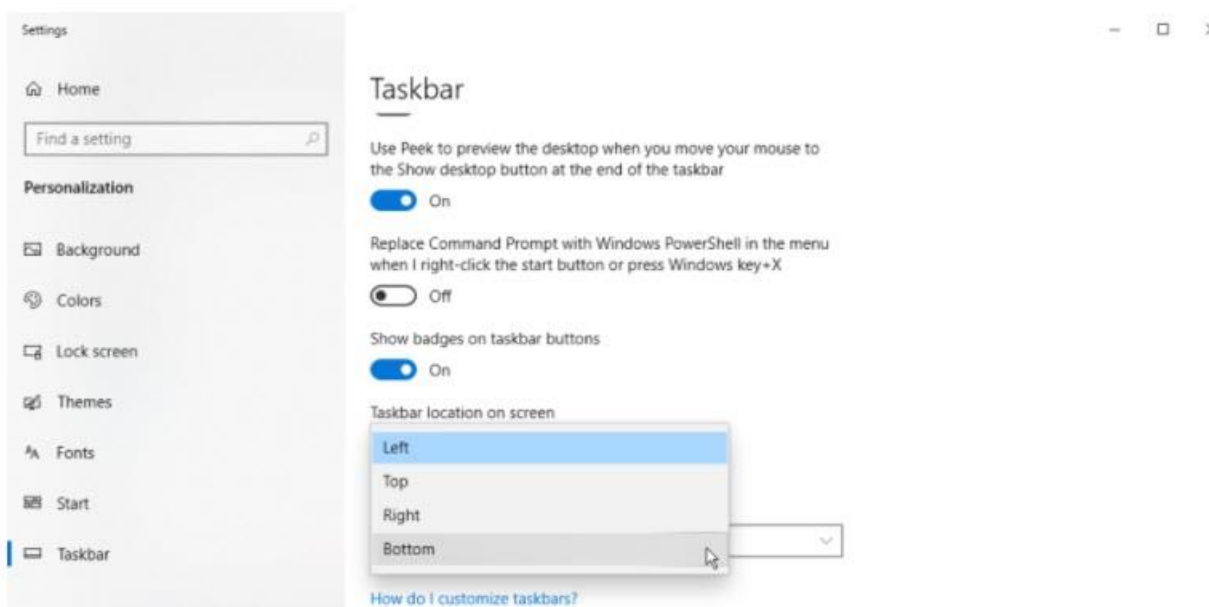 Settings
Home
Find a setting
Personalization
Background
Colors
Lock screen
Themes
Fonts
Start
Taskbar
Taskbar
Use Peek to preview the desktop when you move your mouse to
the Show desktop button at the end of the taskbar
On
Replace Command Prompt with Windows PowerShell in the menu
when I right-click the start button or press Windows key+X
Off
Show badges on taskbar buttons
On
Taskbar location on screen
Left
Top
Right
Bottom
How do I customize taskbars?